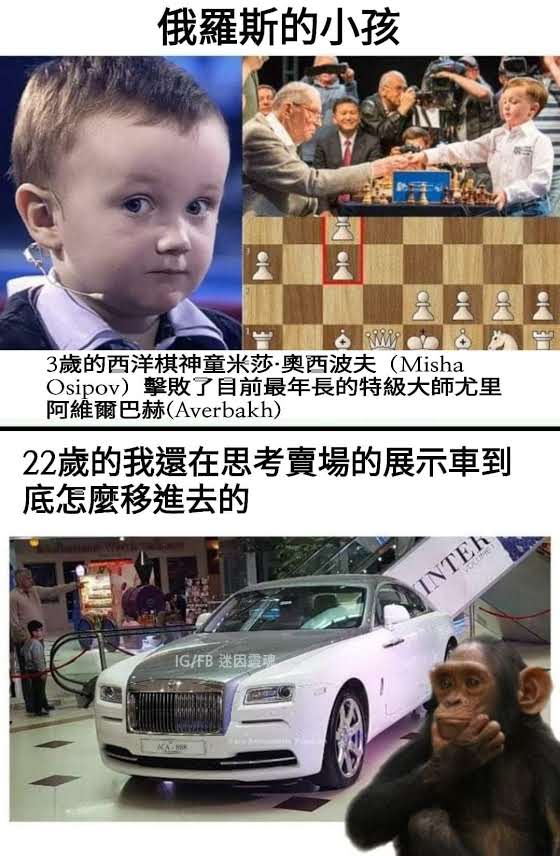 俄羅斯的小孩
3歲的西洋棋神童米莎·奧西波夫（Misha
Osipov）擊敗了目前最年長的特級大師尤里
阿維爾巴赫(Averbakh)
22歲的我還在思考賣場的展示車到
底怎麼移進去的
INTER
IG/FB 迷因靈魂